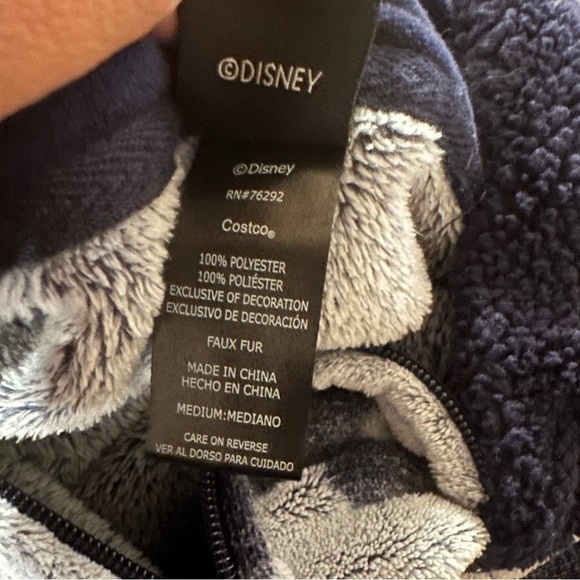 ©DISNEY
©Disney
RN#76292
Costco®
100% POLYESTER
100% POLIÉSTER
EXCLUSIVE OF DECORATION
EXCLUSIVO DE DECORACIÓN
FAUX FUR
MADE IN CHINA
HECHO EN CHINA
MEDIUM:MEDIANO
CARE ON REVERSE
VER AL DORSO PARA CUIDADO